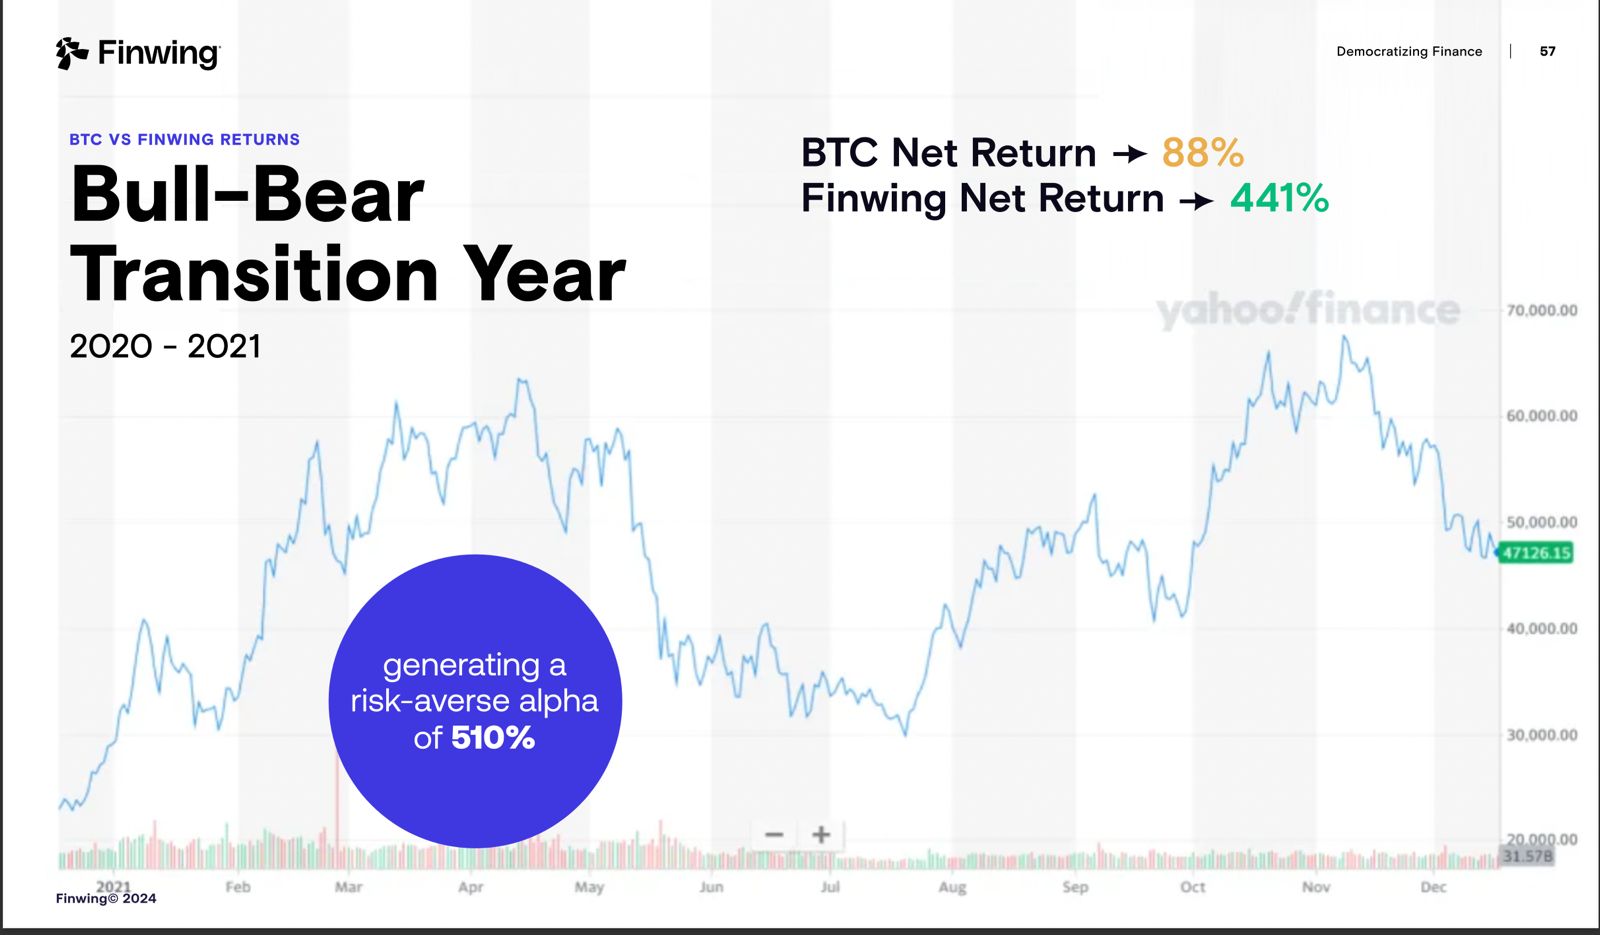 Finwing
Democratizing Finance | 57
BTC VS FINWING RETURNS
Bull-Bear
Transition Year
2020 - 2021
BTC Net Return → 88%
Finwing Net Return → 441%
yahoo!finance
70,000.00
60,000.00
50,000.00
47126.15
40,000.00
30,000.00
20,000.00
31.57B
generating a
risk-averse alpha
of 510%
− +
2021 Feb Mar Apr May Jun Jul Aug Sep Oct Nov Dec
Finwing© 2024